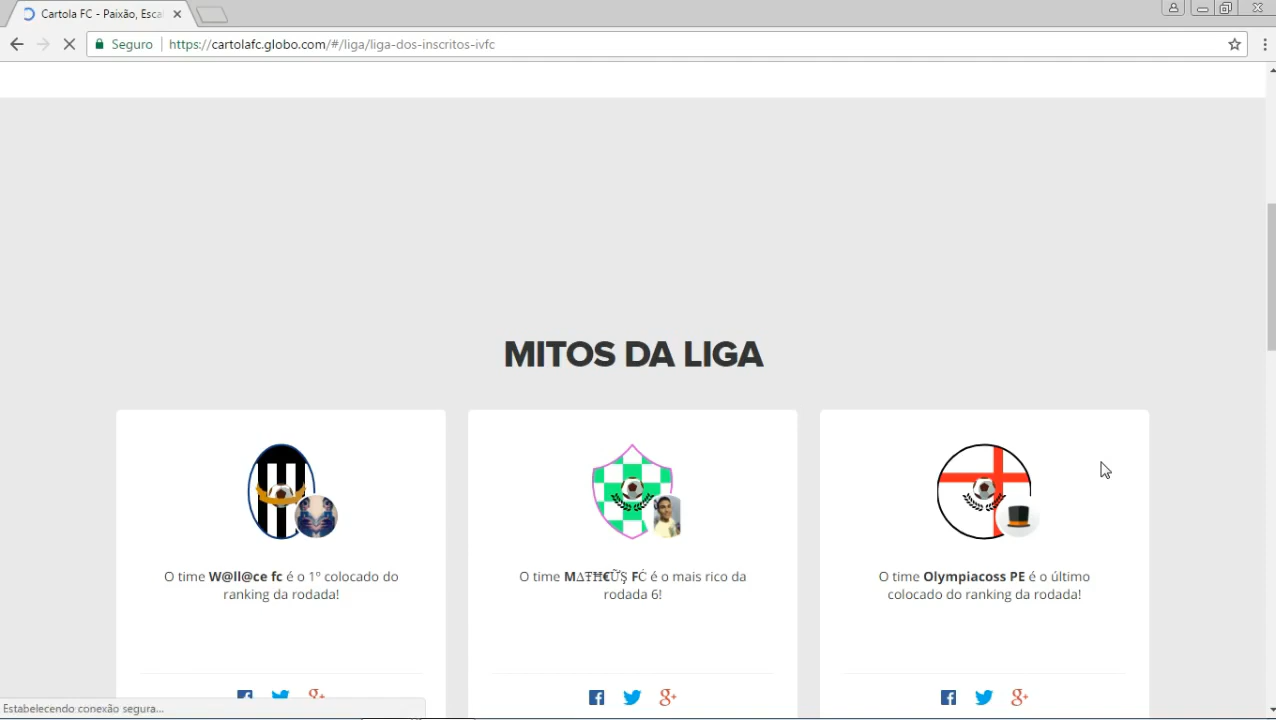 Cartola FC - Paixão, Esca
Seguro
https://cartolafc.globo.com/#/liga/liga-dos-inscritos-ivfc
MITOS DA LIGA
O time W@ll@ce fc é o 1º colocado do
ranking da rodada!
O time M∆ŦĦ€Ữ́Ş FĆ é o mais rico da
rodada 6!
O time Olympiacoss PE é o último
colocado do ranking da rodada!
Estabelecendo conexão segura...